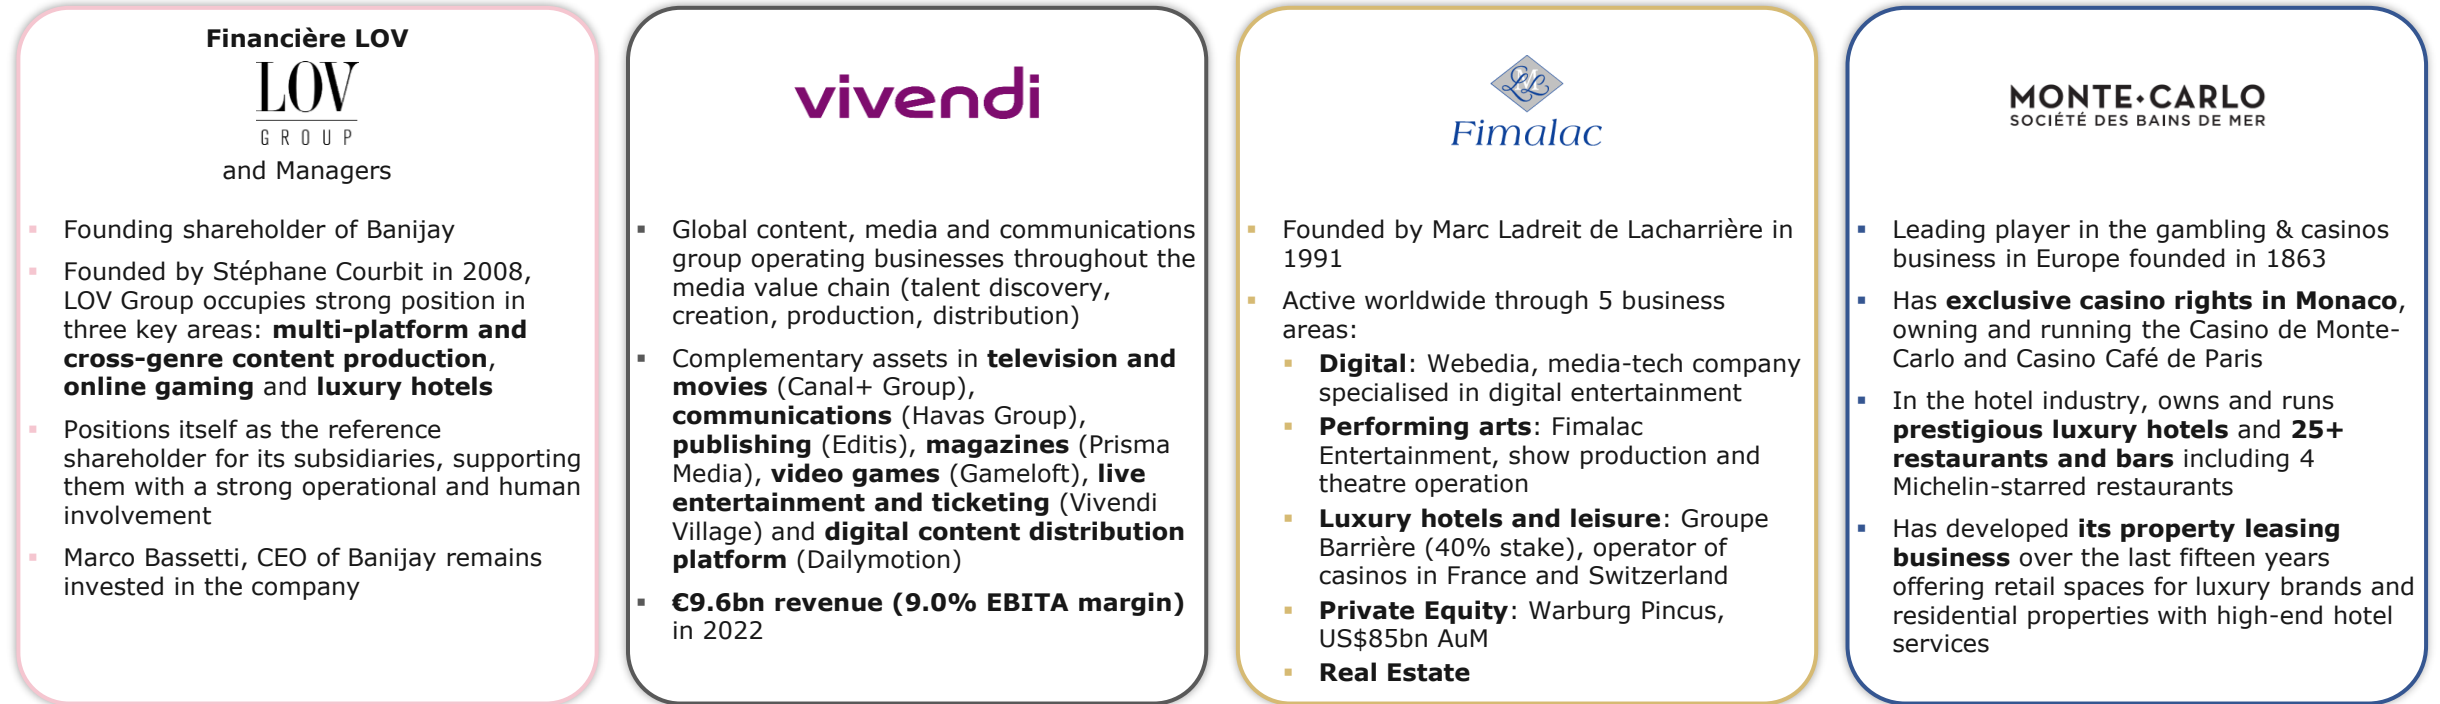 Financière LOV
LOV
GROUP
and Managers
▪ Founding shareholder of Banijay
▪ Founded by Stéphane Courbit in 2008,
LOV Group occupies strong position in
three key areas: multi-platform and
cross-genre content production,
online gaming and luxury hotels
▪ Positions itself as the reference
shareholder for its subsidiaries, supporting
them with a strong operational and human
involvement
▪ Marco Bassetti, CEO of Banijay remains
invested in the company
vivendi
▪ Global content, media and communications
group operating businesses throughout the
media value chain (talent discovery,
creation, production, distribution)
▪ Complementary assets in television and
movies (Canal+ Group),
communications (Havas Group),
publishing (Editis), magazines (Prisma
Media), video games (Gameloft), live
entertainment and ticketing (Vivendi
Village) and digital content distribution
platform (Dailymotion)
▪ €9.6bn revenue (9.0% EBITA margin)
in 2022
Fimalac
▪ Founded by Marc Ladreit de Lacharrière in
1991
▪ Active worldwide through 5 business
areas:
▪ Digital: Webedia, media-tech company
specialised in digital entertainment
▪ Performing arts: Fimalac
Entertainment, show production and
theatre operation
▪ Luxury hotels and leisure: Groupe
Barrière (40% stake), operator of
casinos in France and Switzerland
▪ Private Equity: Warburg Pincus,
US$85bn AuM
▪ Real Estate
MONTE•CARLO
SOCIÉTÉ DES BAINS DE MER
▪ Leading player in the gambling & casinos
business in Europe founded in 1863
▪ Has exclusive casino rights in Monaco,
owning and running the Casino de Monte-
Carlo and Casino Café de Paris
▪ In the hotel industry, owns and runs
prestigious luxury hotels and 25+
restaurants and bars including 4
Michelin-starred restaurants
▪ Has developed its property leasing
business over the last fifteen years
offering retail spaces for luxury brands and
residential properties with high-end hotel
services